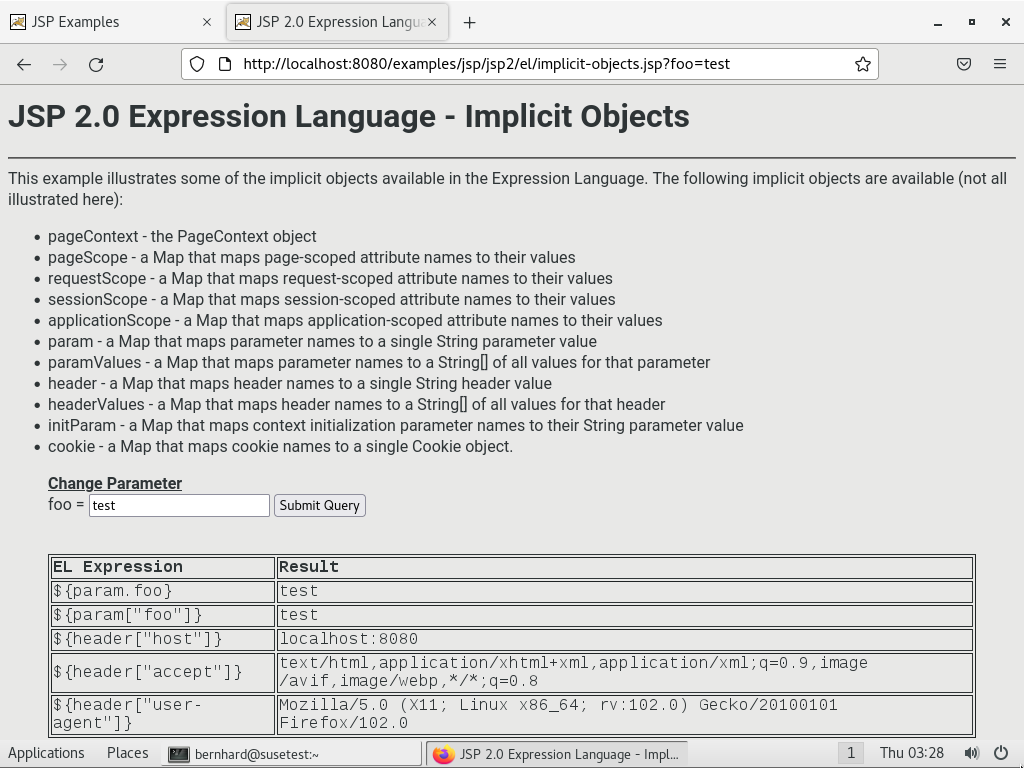 JSP Examples
JSP 2.0 Expression Langua
http://localhost:8080/examples/jsp/jsp2/el/implicit-objects.jsp?foo=test
JSP 2.0 Expression Language - Implicit Objects
This example illustrates some of the implicit objects available in the Expression Language. The following implicit objects are available (not all
illustrated here):
• pageContext - the PageContext object
• pageScope - a Map that maps page-scoped attribute names to their values
• requestScope - a Map that maps request-scoped attribute names to their values
• sessionScope - a Map that maps session-scoped attribute names to their values
• applicationScope - a Map that maps application-scoped attribute names to their values
• param - a Map that maps parameter names to a single String parameter value
• paramValues - a Map that maps parameter names to a String[] of all values for that parameter
• header - a Map that maps header names to a single String header value
• headerValues - a Map that maps header names to a String[] of all values for that header
• initParam - a Map that maps context initialization parameter names to their String parameter value
• cookie - a Map that maps cookie names to a single Cookie object.
Change Parameter
foo = test Submit Query
EL Expression Result
${param.foo} test
${param["foo"]} test
${header["host"]} localhost:8080
${header["accept"]} text/html,application/xhtml+xml,application/xml;q=0.9,image
/avif,image/webp,*/*;q=0.8
${header["user-
agent"]} Mozilla/5.0 (X11; Linux x86_64; rv:102.0) Gecko/20100101
Firefox/102.0
Applications Places bernhard@susetest:~ JSP 2.0 Expression Language - Impl... 1 Thu 03:28